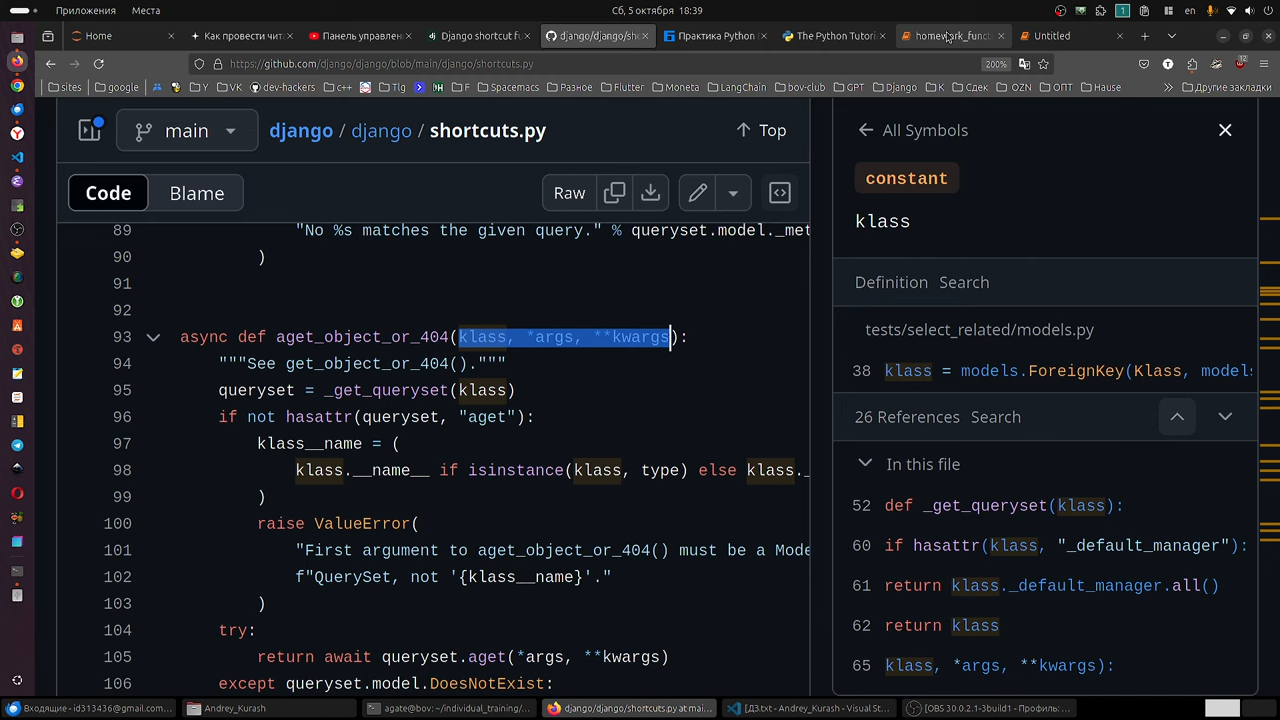 Приложения Места Сб, 5 октября 18:39 1 en
Home Как провести чит Панель управлен Django shortcut fu django/django/sho Практика Python The Python Tutori homework_funct Untitled
https://github.com/django/django/blob/main/django/shortcuts.py 200% 12
sites google Y VK dev-hackers c++ Tlg F Spacemacs Разное Flutter Moneta LangChain bov-club GPT Django К Сдек OZN ОПТ Hause Другие закладки
main django / django / shortcuts.py Top
Code Blame Raw
89 "No %s matches the given query." % queryset.model._met
90 )
91
92
93 async def aget_object_or_404(klass, *args, **kwargs):
94 """See get_object_or_404()."""
95 queryset = _get_queryset(klass)
96 if not hasattr(queryset, "aget"):
97 klass__name = (
98 klass.__name__ if isinstance(klass, type) else klass._
99 )
100 raise ValueError(
101 "First argument to aget_object_or_404() must be a Mode
102 f"QuerySet, not '{klass__name}'."
103 )
104 try:
105 return await queryset.aget(*args, **kwargs)
106 except queryset.model.DoesNotExist:
All Symbols
constant
klass
Definition Search
tests/select_related/models.py
38 klass = models.ForeignKey(Klass, models
26 References Search
In this file
52 def _get_queryset(klass):
60 if hasattr(klass, "_default_manager"):
61 return klass._default_manager.all()
62 return klass
65 klass, *args, **kwargs):
Входящие - id313436@gmail.com... Andrey_Kurash agate@bov: ~/individual_training/... django/django/shortcuts.py at main... [ДЗ.txt - Andrey_Kurash - Visual St... [OBS 30.0.2.1-3build1 - Профиль: ...